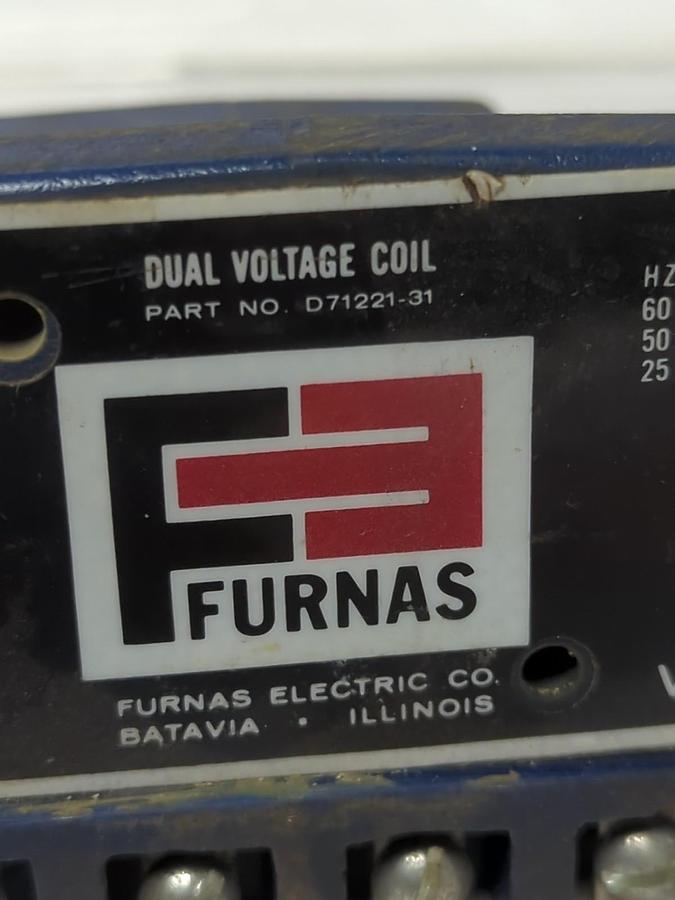 DUAL VOLTAGE COIL
PART NO. D71221-31
HZ
60
50
25
FURNAS
FURNAS ELECTRIC CO.
BATAVIA • ILLINOIS